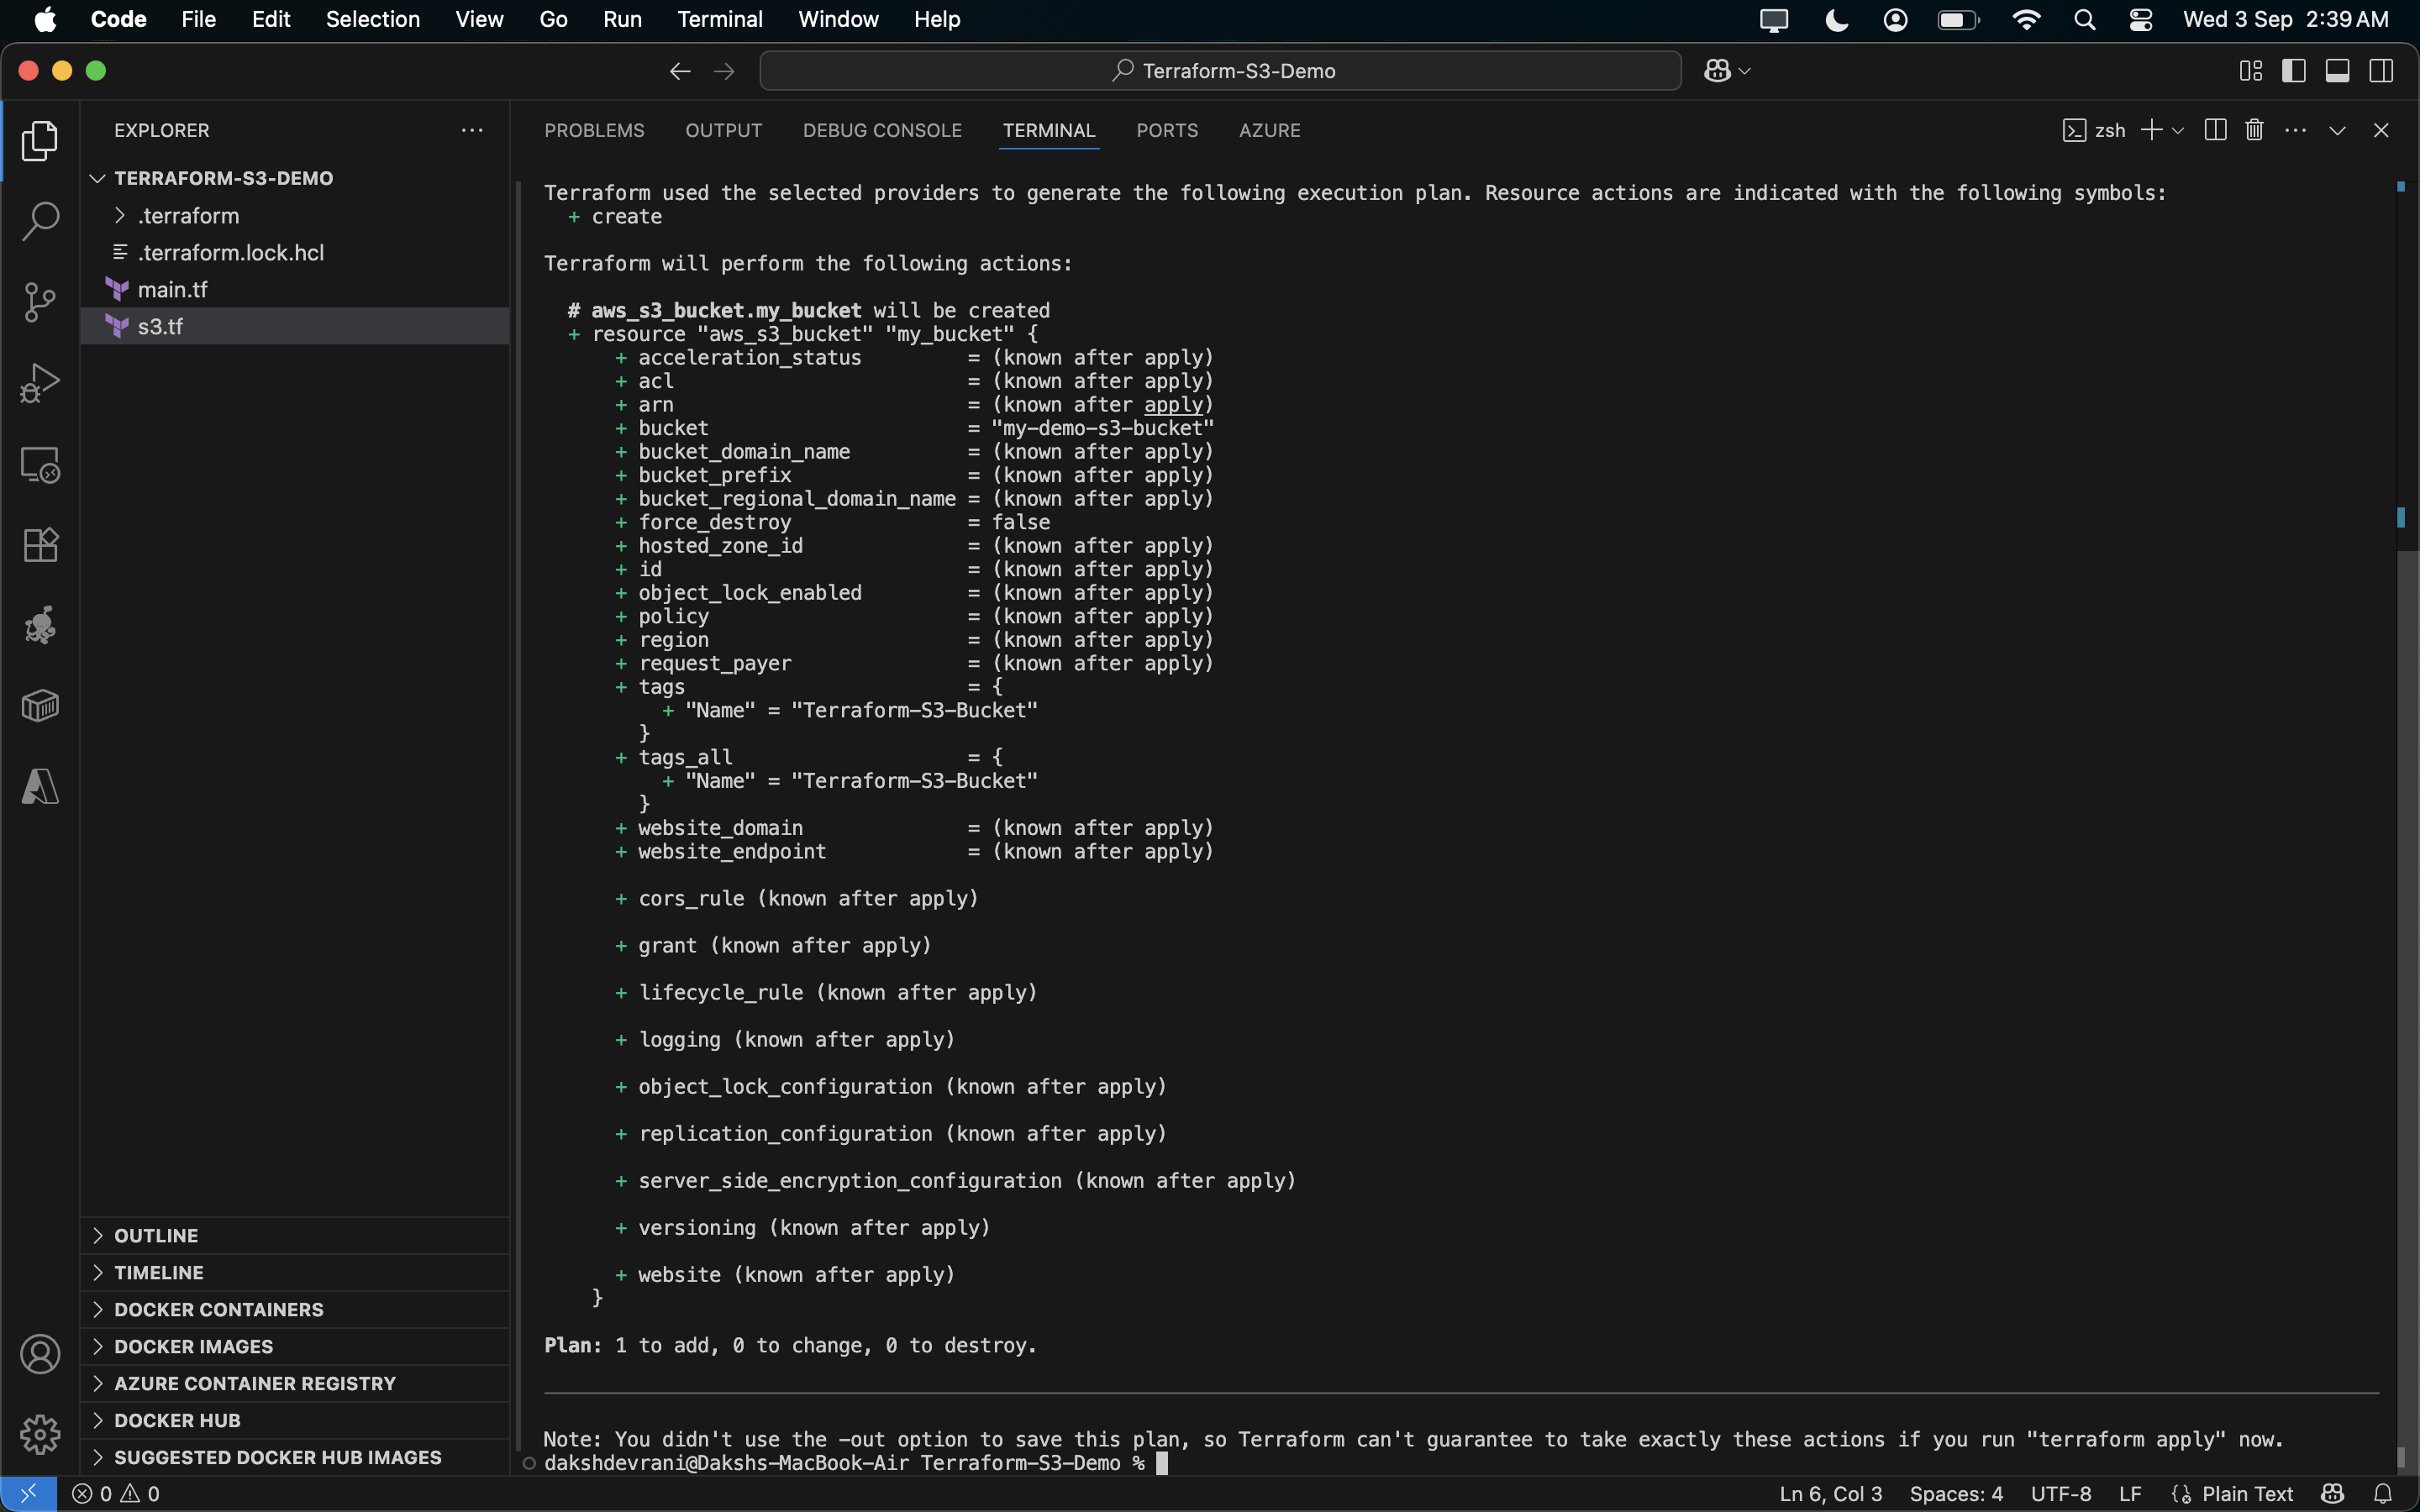 Code File Edit Selection View Go Run Terminal Window Help Wed 3 Sep 2:39 AM
Terraform-S3-Demo
EXPLORER
TERRAFORM-S3-DEMO
.terraform
.terraform.lock.hcl
main.tf
s3.tf
OUTLINE
TIMELINE
DOCKER CONTAINERS
DOCKER IMAGES
AZURE CONTAINER REGISTRY
DOCKER HUB
SUGGESTED DOCKER HUB IMAGES
PROBLEMS OUTPUT DEBUG CONSOLE TERMINAL PORTS AZURE zsh
Terraform used the selected providers to generate the following execution plan. Resource actions are indicated with the following symbols:
+ create
Terraform will perform the following actions:
# aws_s3_bucket.my_bucket will be created
+ resource "aws_s3_bucket" "my_bucket" {
+ acceleration_status = (known after apply)
+ acl = (known after apply)
+ arn = (known after apply)
+ bucket = "my-demo-s3-bucket"
+ bucket_domain_name = (known after apply)
+ bucket_prefix = (known after apply)
+ bucket_regional_domain_name = (known after apply)
+ force_destroy = false
+ hosted_zone_id = (known after apply)
+ id = (known after apply)
+ object_lock_enabled = (known after apply)
+ policy = (known after apply)
+ region = (known after apply)
+ request_payer = (known after apply)
+ tags = {
+ "Name" = "Terraform-S3-Bucket"
}
+ tags_all = {
+ "Name" = "Terraform-S3-Bucket"
}
+ website_domain = (known after apply)
+ website_endpoint = (known after apply)
+ cors_rule (known after apply)
+ grant (known after apply)
+ lifecycle_rule (known after apply)
+ logging (known after apply)
+ object_lock_configuration (known after apply)
+ replication_configuration (known after apply)
+ server_side_encryption_configuration (known after apply)
+ versioning (known after apply)
+ website (known after apply)
}
Plan: 1 to add, 0 to change, 0 to destroy.
Note: You didn't use the -out option to save this plan, so Terraform can't guarantee to take exactly these actions if you run "terraform apply" now.
dakshdevrani@Dakshs-MacBook-Air Terraform-S3-Demo %
0 0 Ln 6, Col 3 Spaces: 4 UTF-8 LF Plain Text